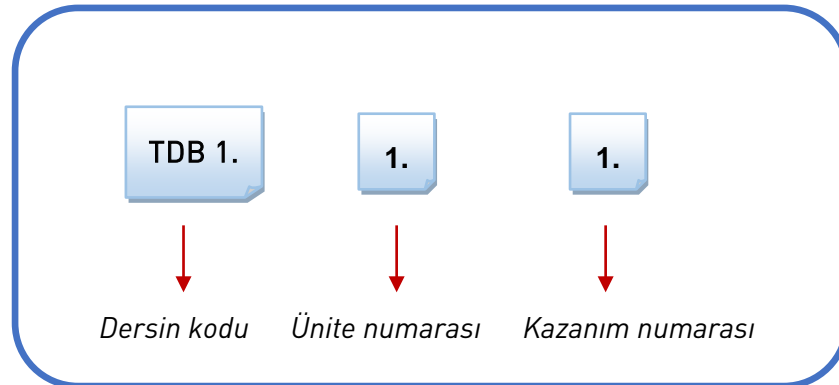 TDB 1. 1. 1.
Dersin kodu Ünite numarası Kazanım numarası